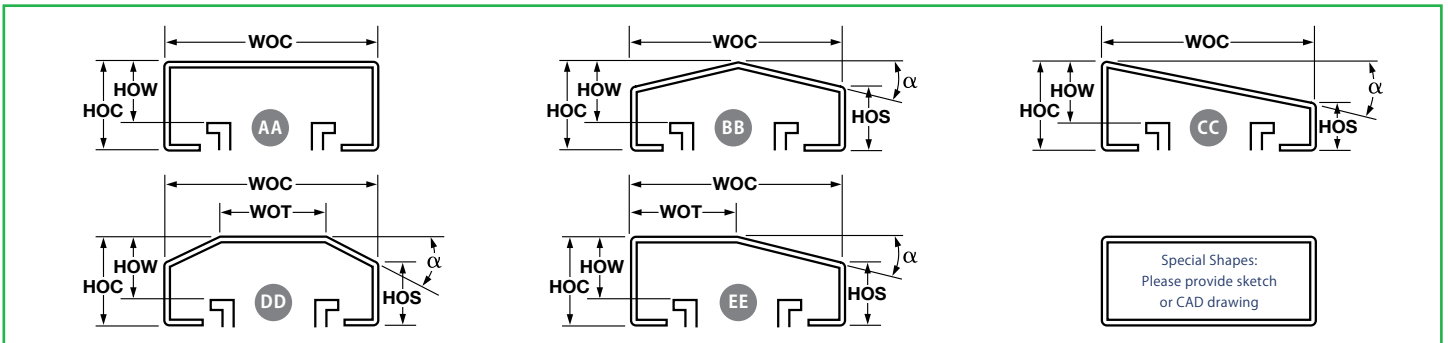 WOC
HOW
HOC
AA
WOC
HOW
HOC
α
HOS
BB
WOC
HOW
HOC
α
HOS
CC
WOC
WOT
HOW
HOC
α
HOS
DD
WOC
WOT
HOW
HOC
α
HOS
EE
Special Shapes:
Please provide sketch
or CAD drawing